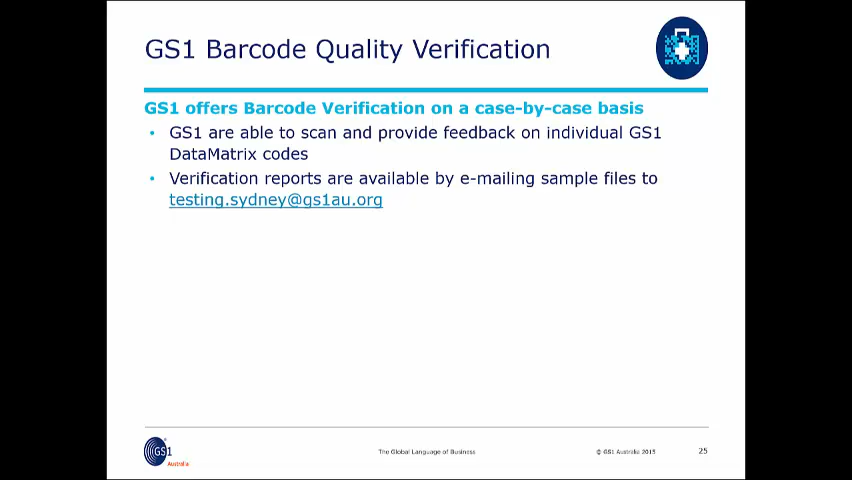 GS1 Barcode Quality Verification
GS1 offers Barcode Verification on a case-by-case basis
• GS1 are able to scan and provide feedback on individual GS1
DataMatrix codes
• Verification reports are available by e-mailing sample files to
testing.sydney@gs1au.org
GS1
Australia
The Global Language of Business
© GS1 Australia 2015
25